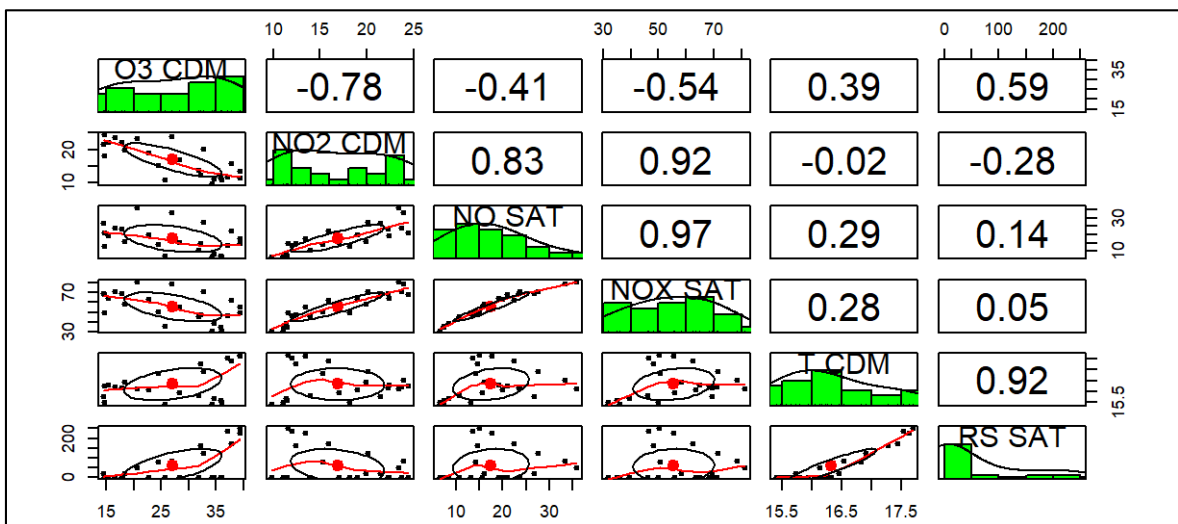 10 15 20 25 30 50 70 0 100 200
O3 CDM -0.78 -0.41 -0.54 0.39 0.59 15 25 35
10 20 NO2 CDM 0.83 0.92 -0.02 -0.28
NO SAT 0.97 0.29 0.14 10 30
30 70 NOX SAT 0.28 0.05
T CDM 0.92 15.5
0 200 RS SAT
15 25 35 10 20 30 15.5 16.5 17.5